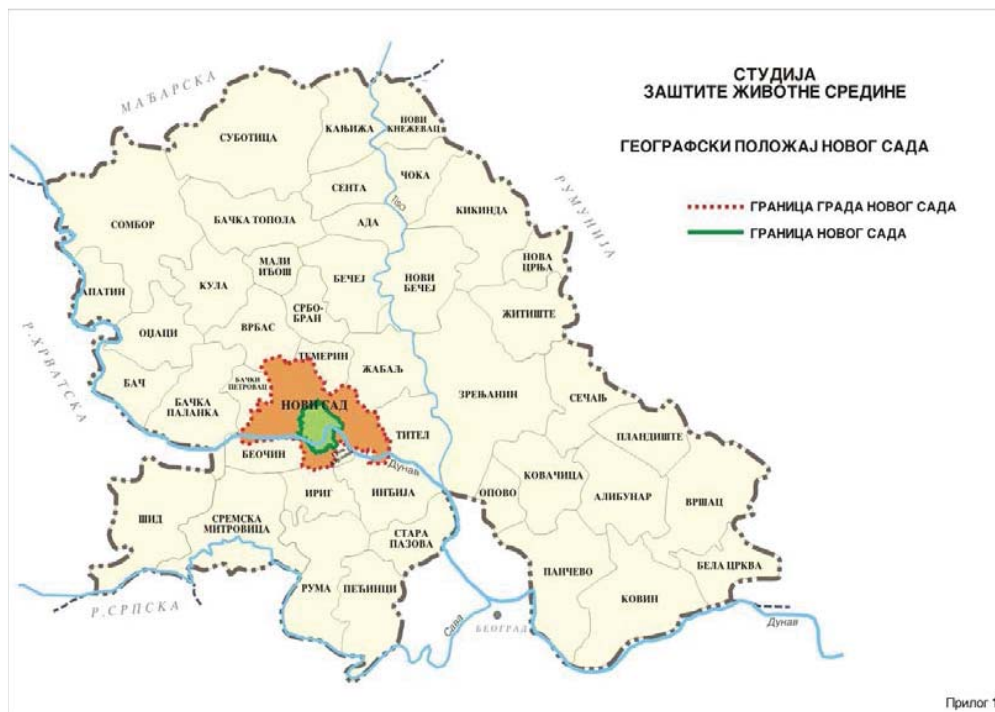 СТУДИЈА
ЗАШТИТЕ ЖИВОТНЕ СРЕДИНЕ
ГЕОГРАФСКИ ПОЛОЖАЈ НОВОГ САДА
ГРАНИЦА ГРАДА НОВОГ САДА
ГРАНИЦА НОВОГ САДА
МАЂАРСКА
РУМУНИЈА
Р.ХРВАТСКА
Р.СРПСКА
СУБОТИЦА
КАЊИЖА
НОВИ
КНЕЖЕВАЦ
СЕНТА
ЧОКА
Тиса
СОМБОР
БАЧКА ТОПОЛА
АДА
КИКИНДА
МАЛИ
ИЂОШ
БЕЧЕЈ
НОВИ
БЕЧЕЈ
НОВА
ЦРЊА
АПАТИН
КУЛА
СРБО-
БРАН
ЖИТИШТЕ
ОЏАЦИ
ВРБАС
ТЕМЕРИН
ЖАБАЉ
БАЧ
БАЧКИ
ПЕТРОВАЦ
БАЧКА
ПАЛАНКА
НОВИ САД
ЗРЕЊАНИН
СЕЧАЊ
ТИТЕЛ
ПЛАНДИШТЕ
БЕОЧИН
Дунав
ИРИГ
ИНЂИЈА
ОПОВО
КОВАЧИЦА
АЛИБУНАР
ВРШАЦ
ШИД
СРЕМСКА
МИТРОВИЦА
СТАРА
ПАЗОВА
РУМА
ПЕЋИНЦИ
ПАНЧЕВО
БЕЛА ЦРКВА
КОВИН
Сава
БЕОГРАД
Дунав
Прилог 1